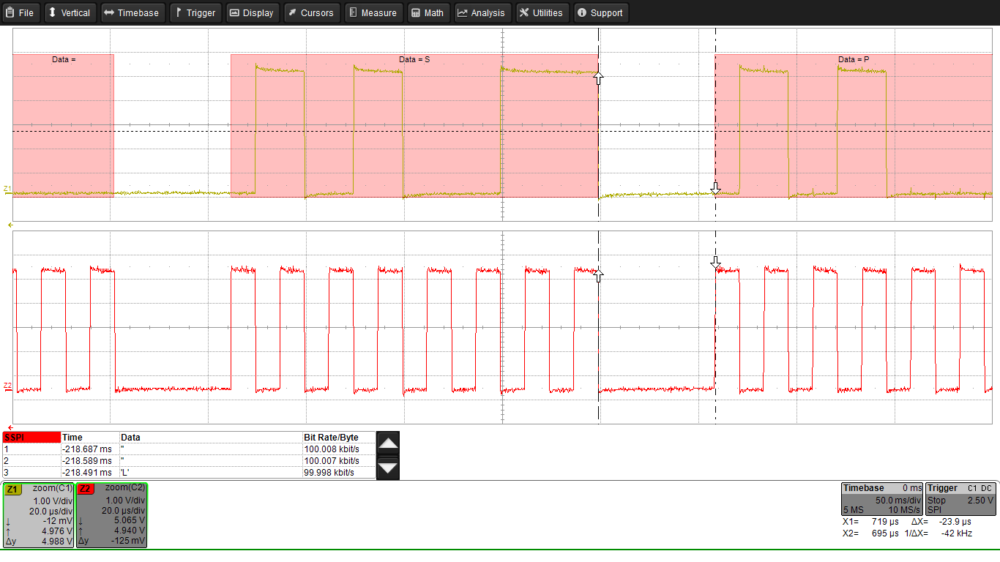 File Vertical Timebase Trigger Display Cursors Measure Math Analysis Utilities Support
Data = Data = S Data = P
Z1
Z2
SSPI Time Data Bit Rate/Byte
1 -218.687 ms " 100.008 kbit/s
2 -218.589 ms " 100.007 kbit/s
3 -218.491 ms 'L' 99.998 kbit/s
Z1 zoom(C1)
1.00 V/div
20.0 µs/div
↓ -12 mV
↑ 4.976 V
Δy 4.988 V
Z2 zoom(C2)
1.00 V/div
20.0 µs/div
↓ 5.065 V
↑ 4.940 V
Δy -125 mV
Timebase 0 ms
50.0 ms/div
5 MS 10 MS/s
Trigger C1 DC
Stop 2.50 V
SPI
X1= 719 µs ΔX= -23.9 µs
X2= 695 µs 1/ΔX= -42 kHz